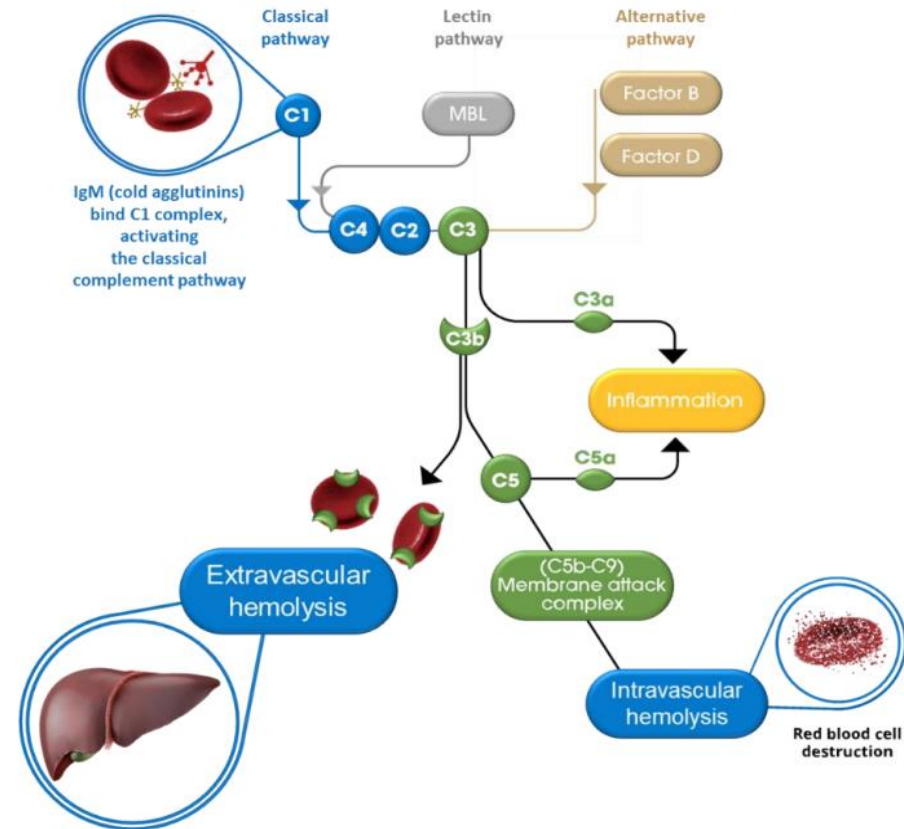 Classical
pathway
Lectin
pathway
Alternative
pathway
C1
MBL
Factor B
Factor D
IgM (cold agglutinins)
bind C1 complex,
activating
the classical
complement pathway
C4
C2
C3
C3a
C3b
Inflammation
C5
C5a
Extravascular
hemolysis
(C5b-C9)
Membrane attack
complex
Intravascular
hemolysis
Red blood cell
destruction